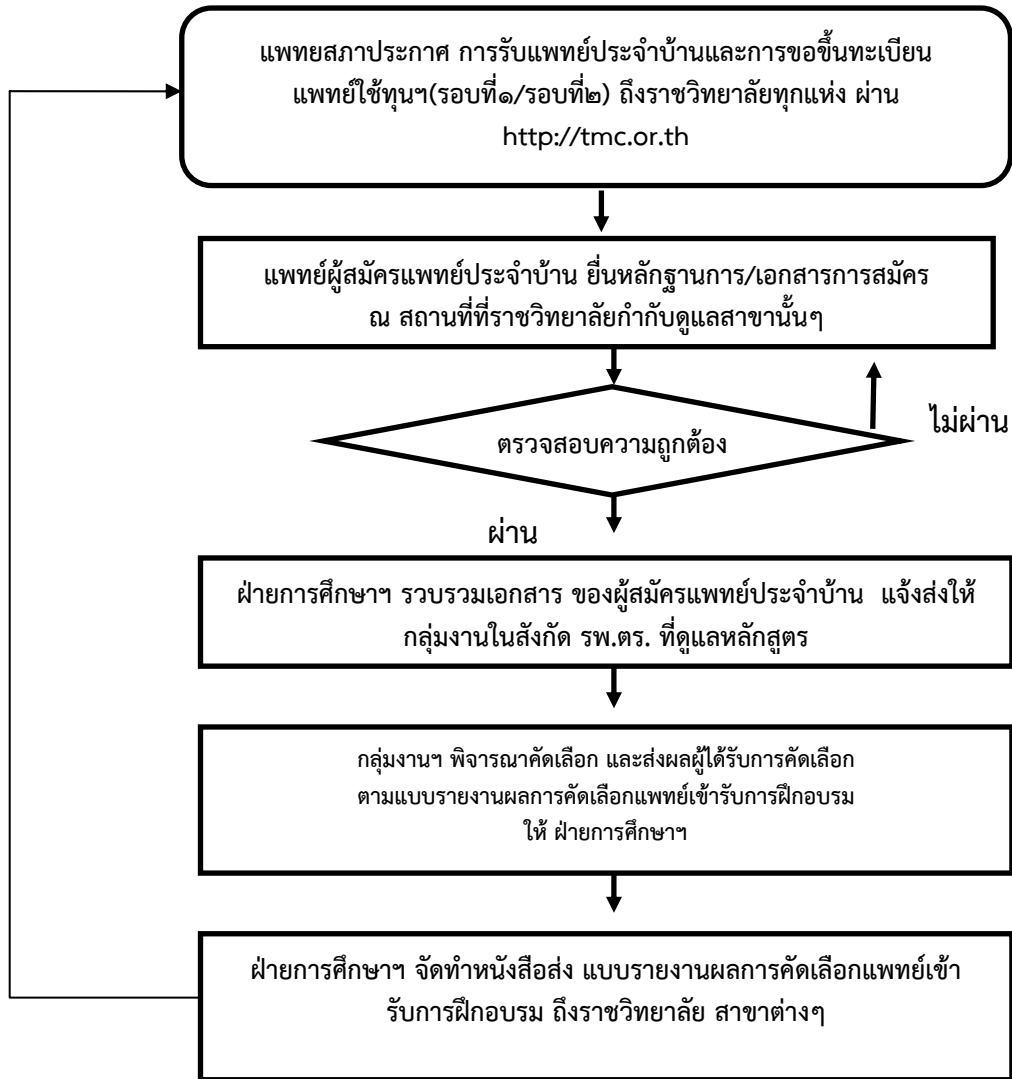 แพทยสภาประกาศ การรับแพทย์ประจำบ้านและการขอขึ้นทะเบียน
แพทย์ใช้ทุนฯ(รอบที่๑/รอบที่๒) ถึงราชวิทยาลัยทุกแห่ง ผ่าน
http://tmc.or.th
แพทย์ผู้สมัครแพทย์ประจำบ้าน ยื่นหลักฐานการ/เอกสารการสมัคร
ณ สถานที่ที่ราชวิทยาลัยกำกับดูแลสาขานั้นๆ
ไม่ผ่าน
ตรวจสอบความถูกต้อง
ผ่าน
ฝ่ายการศึกษาฯ รวบรวมเอกสาร ของผู้สมัครแพทย์ประจำบ้าน แจ้งส่งให้
กลุ่มงานในสังกัด รพ.ตร. ที่ดูแลหลักสูตร
กลุ่มงานฯ พิจารณาคัดเลือก และส่งผลผู้ได้รับการคัดเลือก
ตามแบบรายงานผลการคัดเลือกแพทย์เข้ารับการฝึกอบรม
ให้ ฝ่ายการศึกษาฯ
ฝ่ายการศึกษาฯ จัดทำหนังสือส่ง แบบรายงานผลการคัดเลือกแพทย์เข้า
รับการฝึกอบรม ถึงราชวิทยาลัย สาขาต่างๆ